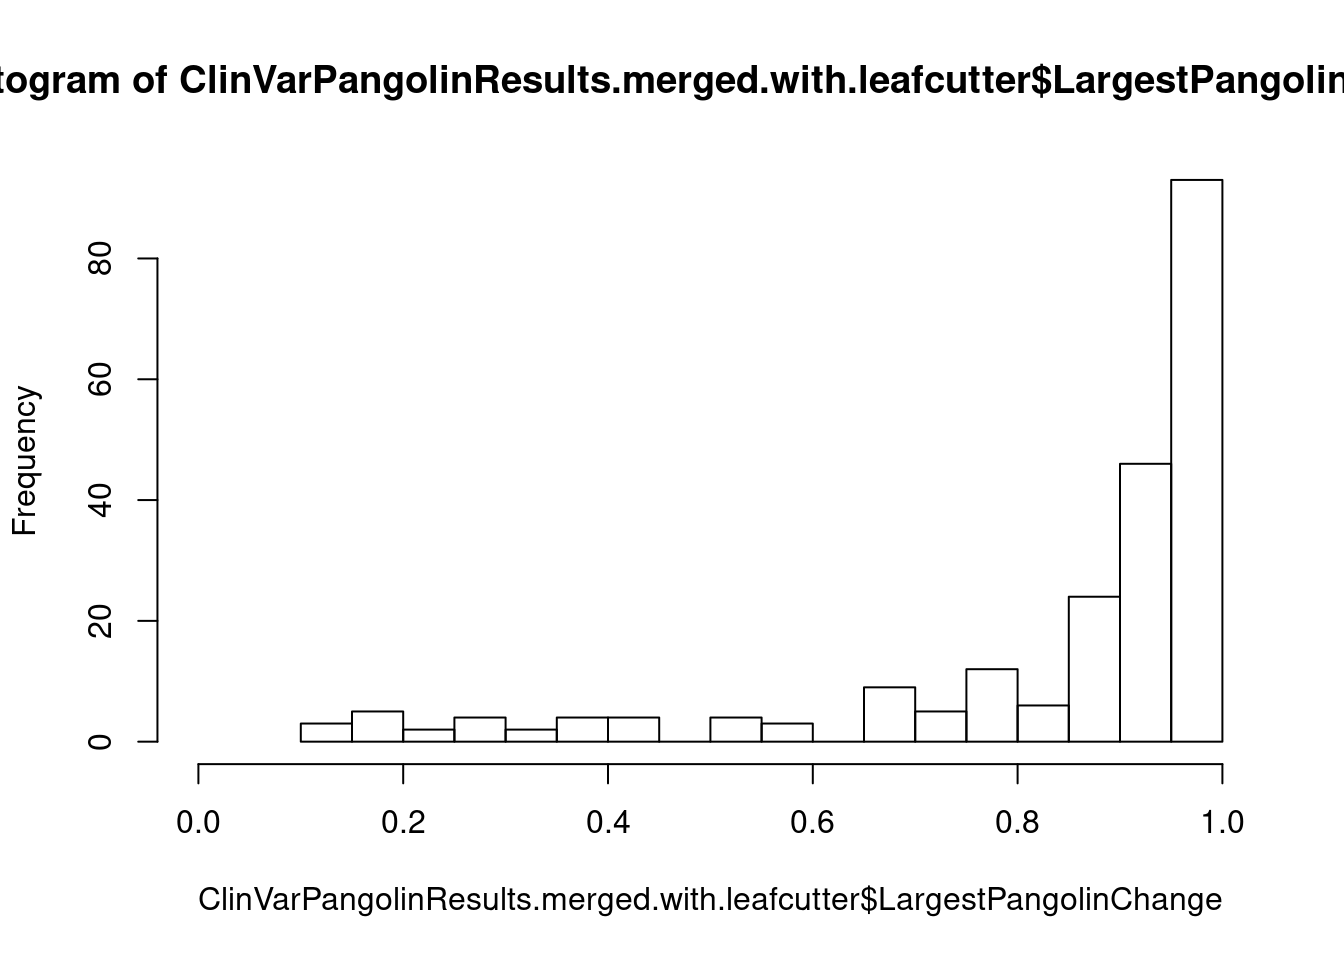 togram of ClinVarPangolinResults.merged.with.leafcutter$LargestPangolin
Frequency
80
60
40
20
0
0.0 0.2 0.4 0.6 0.8 1.0
ClinVarPangolinResults.merged.with.leafcutter$LargestPangolinChange